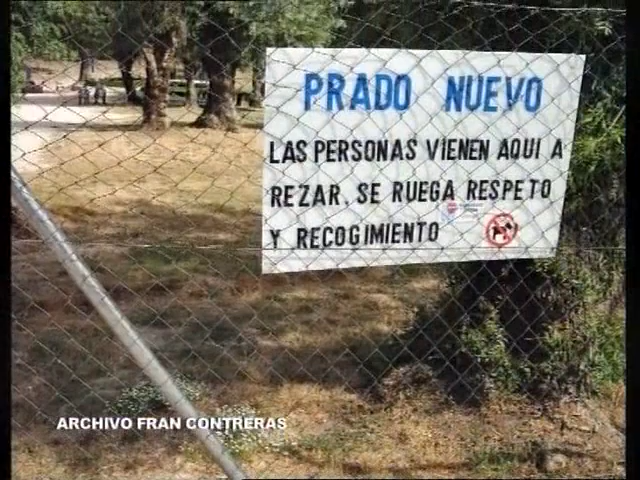 PRADO NUEVO
LAS PERSONAS VIENEN AQUI A
REZAR, SE RUEGA RESPETO
Y RECOGIMIENTO
ARCHIVO FRAN CONTRERAS